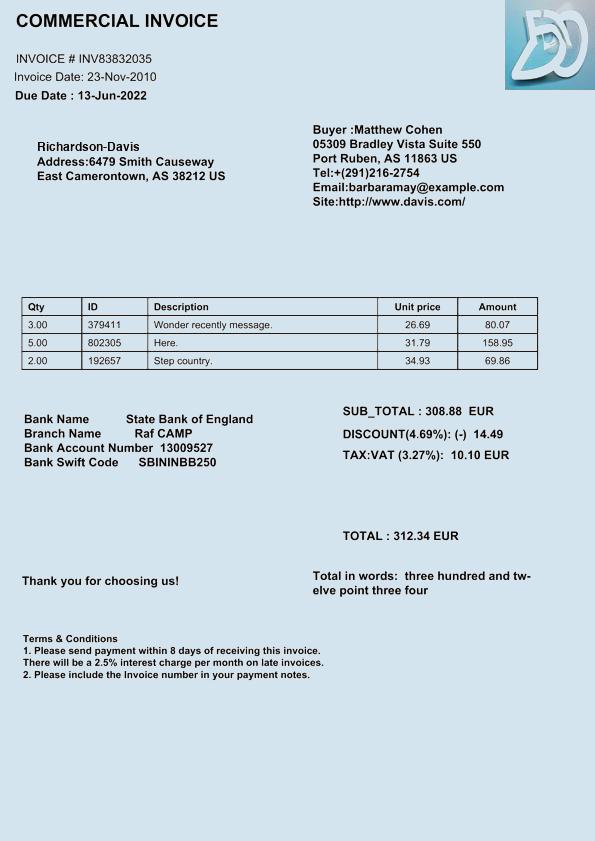 COMMERCIAL INVOICE
INVOICE # INV83832035
Invoice Date: 23-Nov-2010
Due Date : 13-Jun-2022
Richardson-Davis
Address:6479 Smith Causeway
East Camerontown, AS 38212 US
Buyer :Matthew Cohen
05309 Bradley Vista Suite 550
Port Ruben, AS 11863 US
Tel:+(291)216-2754
Email:barbaramay@example.com
Site:http://www.davis.com/
Qty ID Description Unit price Amount
3.00 379411 Wonder recently message. 26.69 80.07
5.00 802305 Here. 31.79 158.95
2.00 192657 Step country. 34.93 69.86
Bank Name State Bank of England
Branch Name Raf CAMP
Bank Account Number 13009527
Bank Swift Code SBININBB250
SUB_TOTAL : 308.88 EUR
DISCOUNT(4.69%): (-) 14.49
TAX:VAT (3.27%): 10.10 EUR
TOTAL : 312.34 EUR
Thank you for choosing us!
Total in words: three hundred and tw-
elve point three four
Terms & Conditions
1. Please send payment within 8 days of receiving this invoice.
There will be a 2.5% interest charge per month on late invoices.
2. Please include the Invoice number in your payment notes.